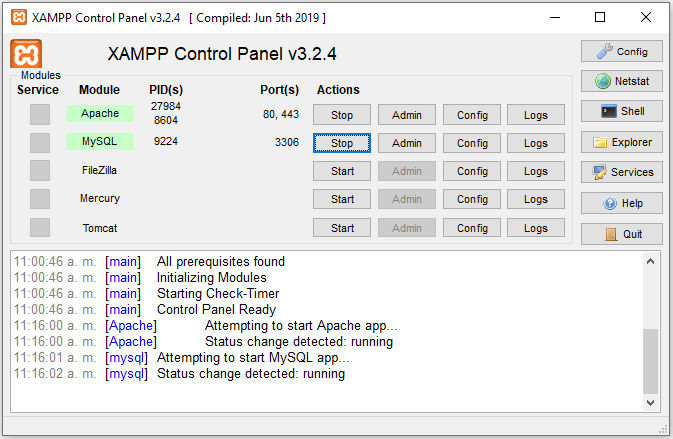 XAMPP Control Panel v3.2.4 [ Compiled: Jun 5th 2019 ]
XAMPP Control Panel v3.2.4
Config
Modules
Service Module PID(s) Port(s) Actions
Netstat
Apache 27984 8604 80, 443 Stop Admin Config Logs
Shell
MySQL 9224 3306 Stop Admin Config Logs
Explorer
FileZilla Start Admin Config Logs
Services
Mercury Start Admin Config Logs
Help
Tomcat Start Admin Config Logs
Quit
11:00:46 a. m. [main] All prerequisites found
11:00:46 a. m. [main] Initializing Modules
11:00:46 a. m. [main] Starting Check-Timer
11:00:46 a. m. [main] Control Panel Ready
11:16:00 a. m. [Apache] Attempting to start Apache app...
11:16:00 a. m. [Apache] Status change detected: running
11:16:01 a. m. [mysql] Attempting to start MySQL app...
11:16:02 a. m. [mysql] Status change detected: running